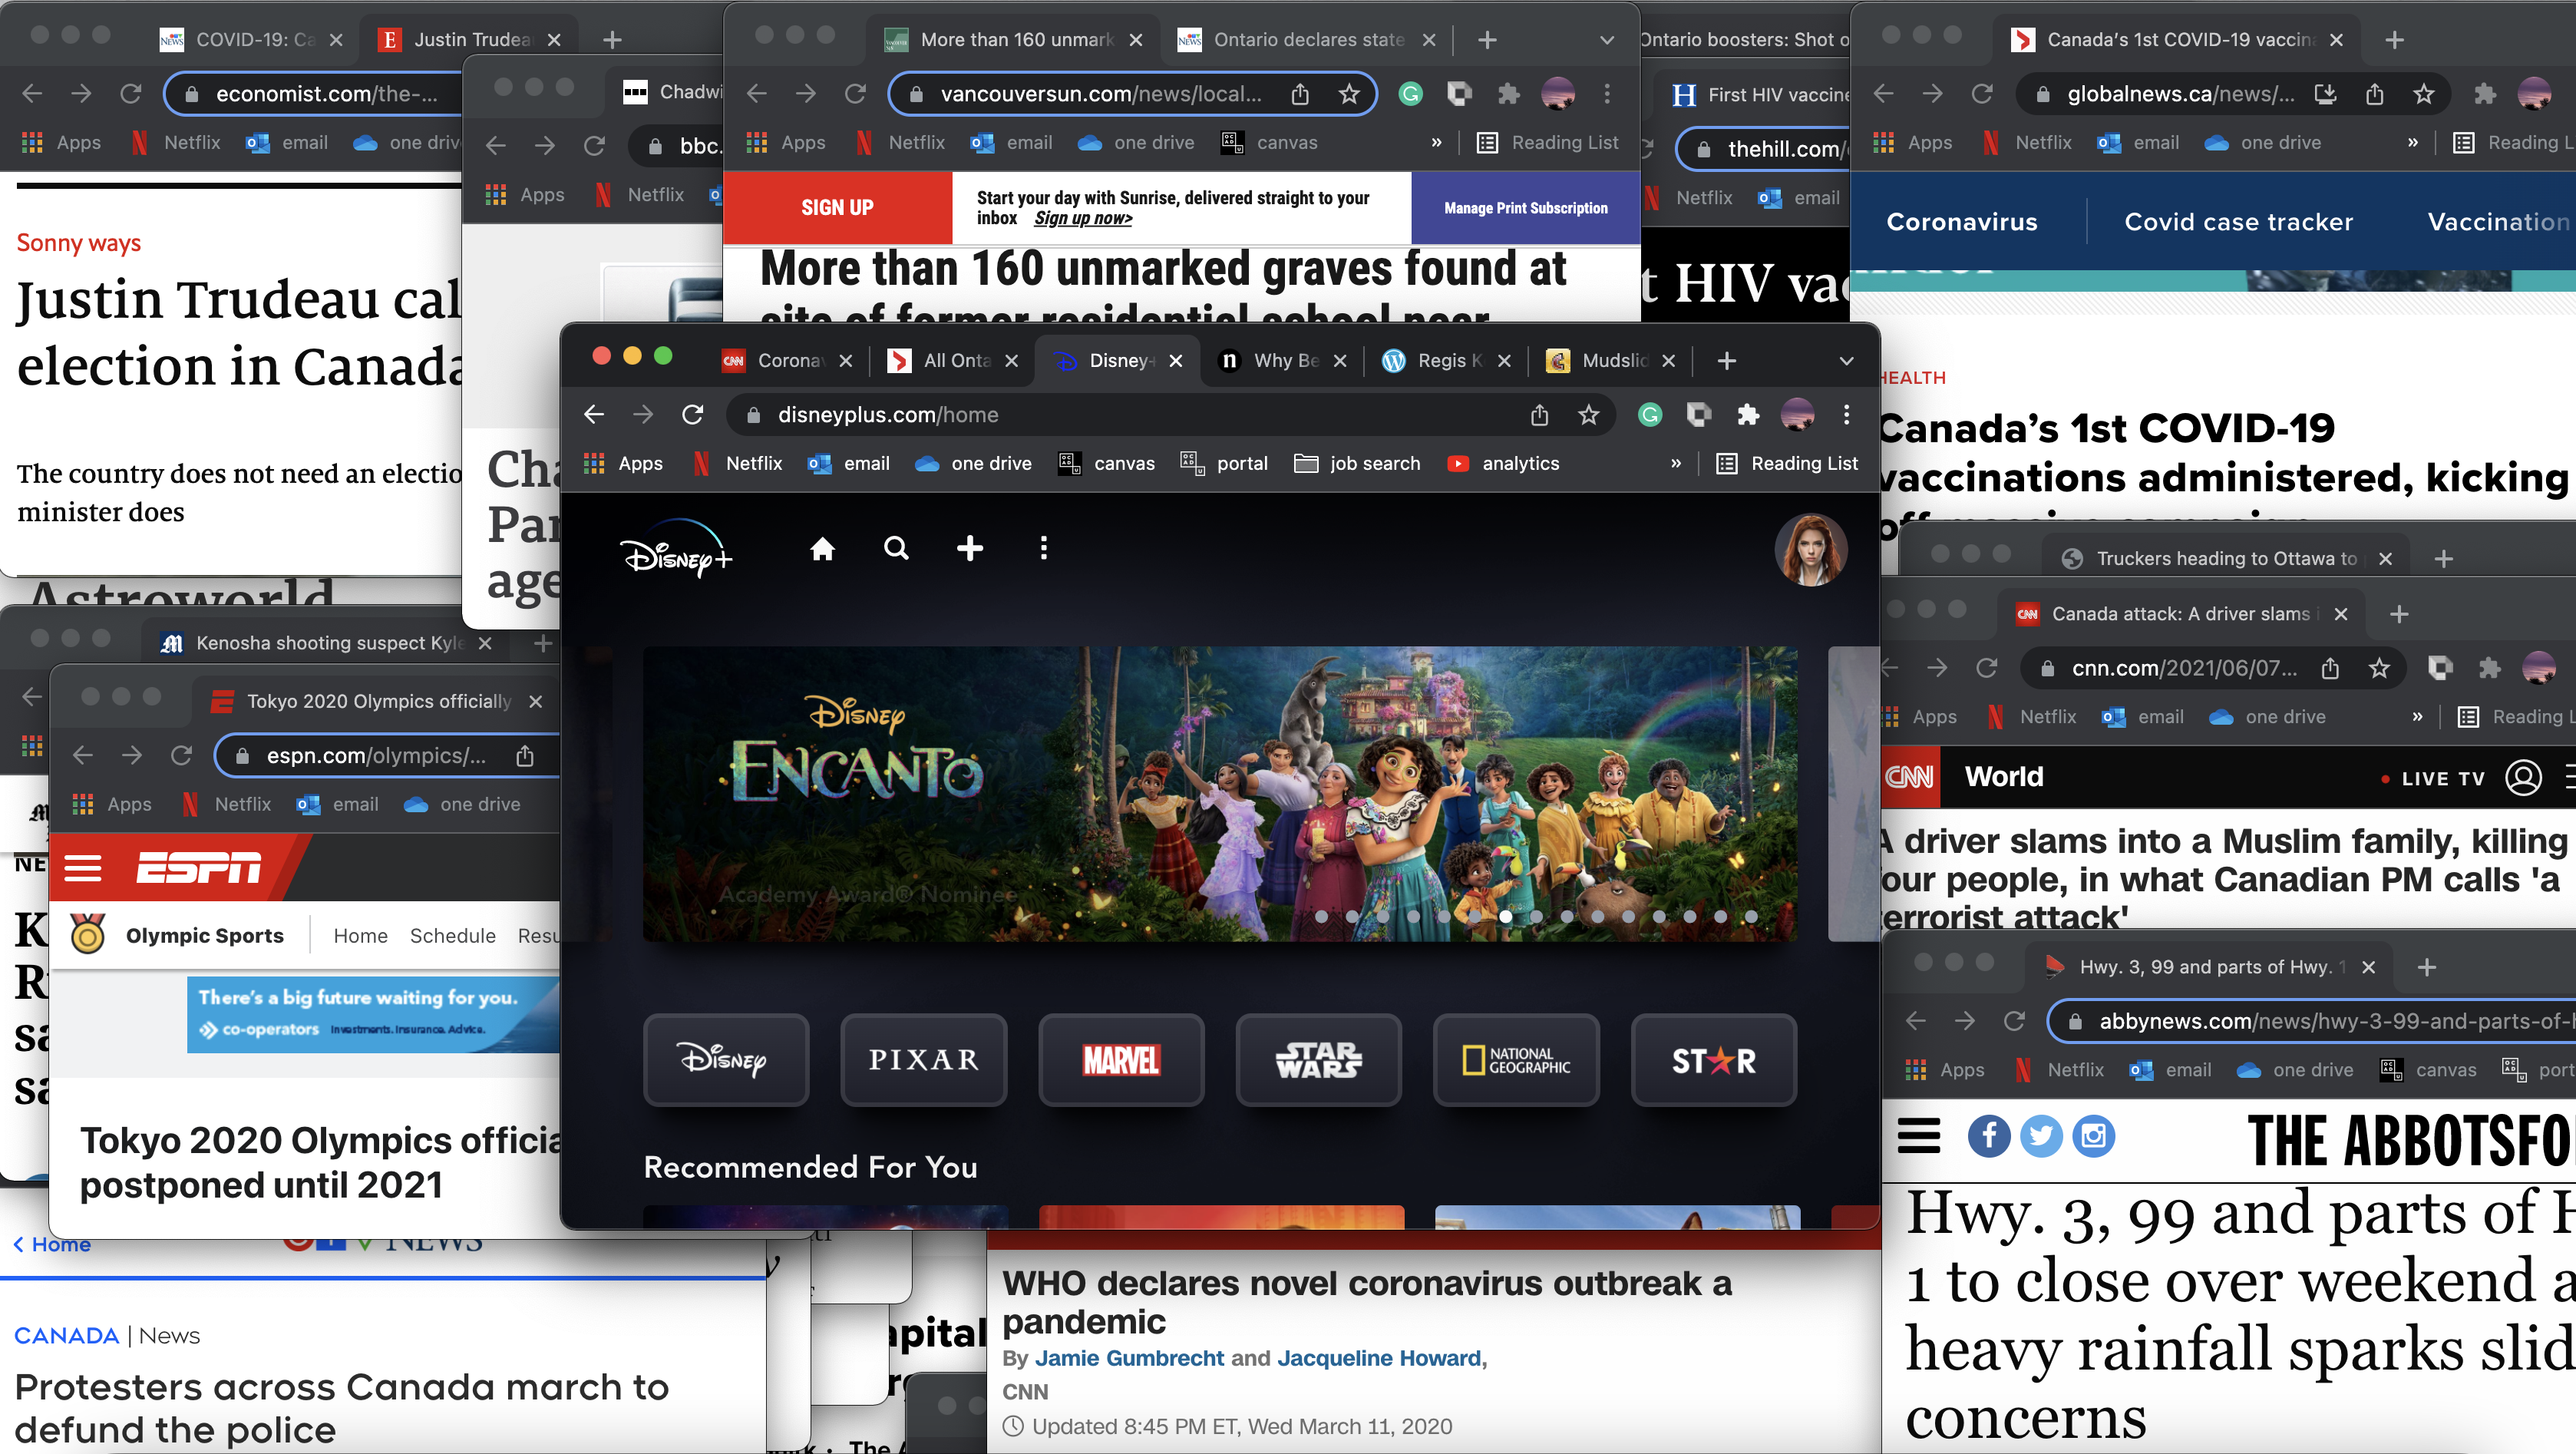 COVID-19: Ca
Justin Trudea
economist.com/the-...
Apps
Netflix
email
one driv
Sonny ways
Justin Trudeau cal
election in Canada
The country does not need an electio
minister does
Astroworld
Chadwi
bbc.
Apps
Netflix
Cha
Par
age
More than 160 unmark
Ontario declares state
vancouversun.com/news/local...
Apps
Netflix
email
one drive
canvas
»
Reading List
SIGN UP
Start your day with Sunrise, delivered straight to your
inbox Sign up now>
Manage Print Subscription
More than 160 unmarked graves found at
site of former residential school near
Ontario boosters: Shot o
First HIV vaccine
thehill.com/
Netflix
email
t HIV vac
Canada's 1st COVID-19 vaccin
globalnews.ca/news/...
Apps
Netflix
email
one drive
»
Reading L
Coronavirus
Covid case tracker
Vaccination
HEALTH
Canada's 1st COVID-19
vaccinations administered, kicking
off massive campaign
Truckers heading to Ottawa to
Canada attack: A driver slams i
cnn.com/2021/06/07...
Apps
Netflix
email
one drive
»
Reading L
CNN World
LIVE TV
A driver slams into a Muslim family, killing
four people, in what Canadian PM calls 'a
terrorist attack'
Hwy. 3, 99 and parts of Hwy. 1
abbynews.com/news/hwy-3-99-and-parts-of-h
Apps
Netflix
email
one drive
canvas
port
THE ABBOTSFO
Hwy. 3, 99 and parts of H
1 to close over weekend a
heavy rainfall sparks slid
concerns
Corona
All Onta
Disney+
Why Be
Regis K
Mudslid
disneyplus.com/home
Apps
Netflix
email
one drive
canvas
portal
job search
analytics
»
Reading List
Disney+
Disney
ENCANTO
Academy Award® Nominee
Disney
PIXAR
MARVEL
STAR WARS
NATIONAL GEOGRAPHIC
STAR
Recommended For You
Kenosha shooting suspect Kyle
NE
K
R
sa
sa
Tokyo 2020 Olympics officially
espn.com/olympics/...
Apps
Netflix
email
one drive
ESPN
Olympic Sports
Home
Schedule
Resu
There's a big future waiting for you.
co-operators
Investments. Insurance. Advice.
Tokyo 2020 Olympics officia
postponed until 2021
< Home
NEWS
CANADA | News
Protesters across Canada march to
defund the police
apital
The A
WHO declares novel coronavirus outbreak a
pandemic
By Jamie Gumbrecht and Jacqueline Howard,
CNN
Updated 8:45 PM ET, Wed March 11, 2020